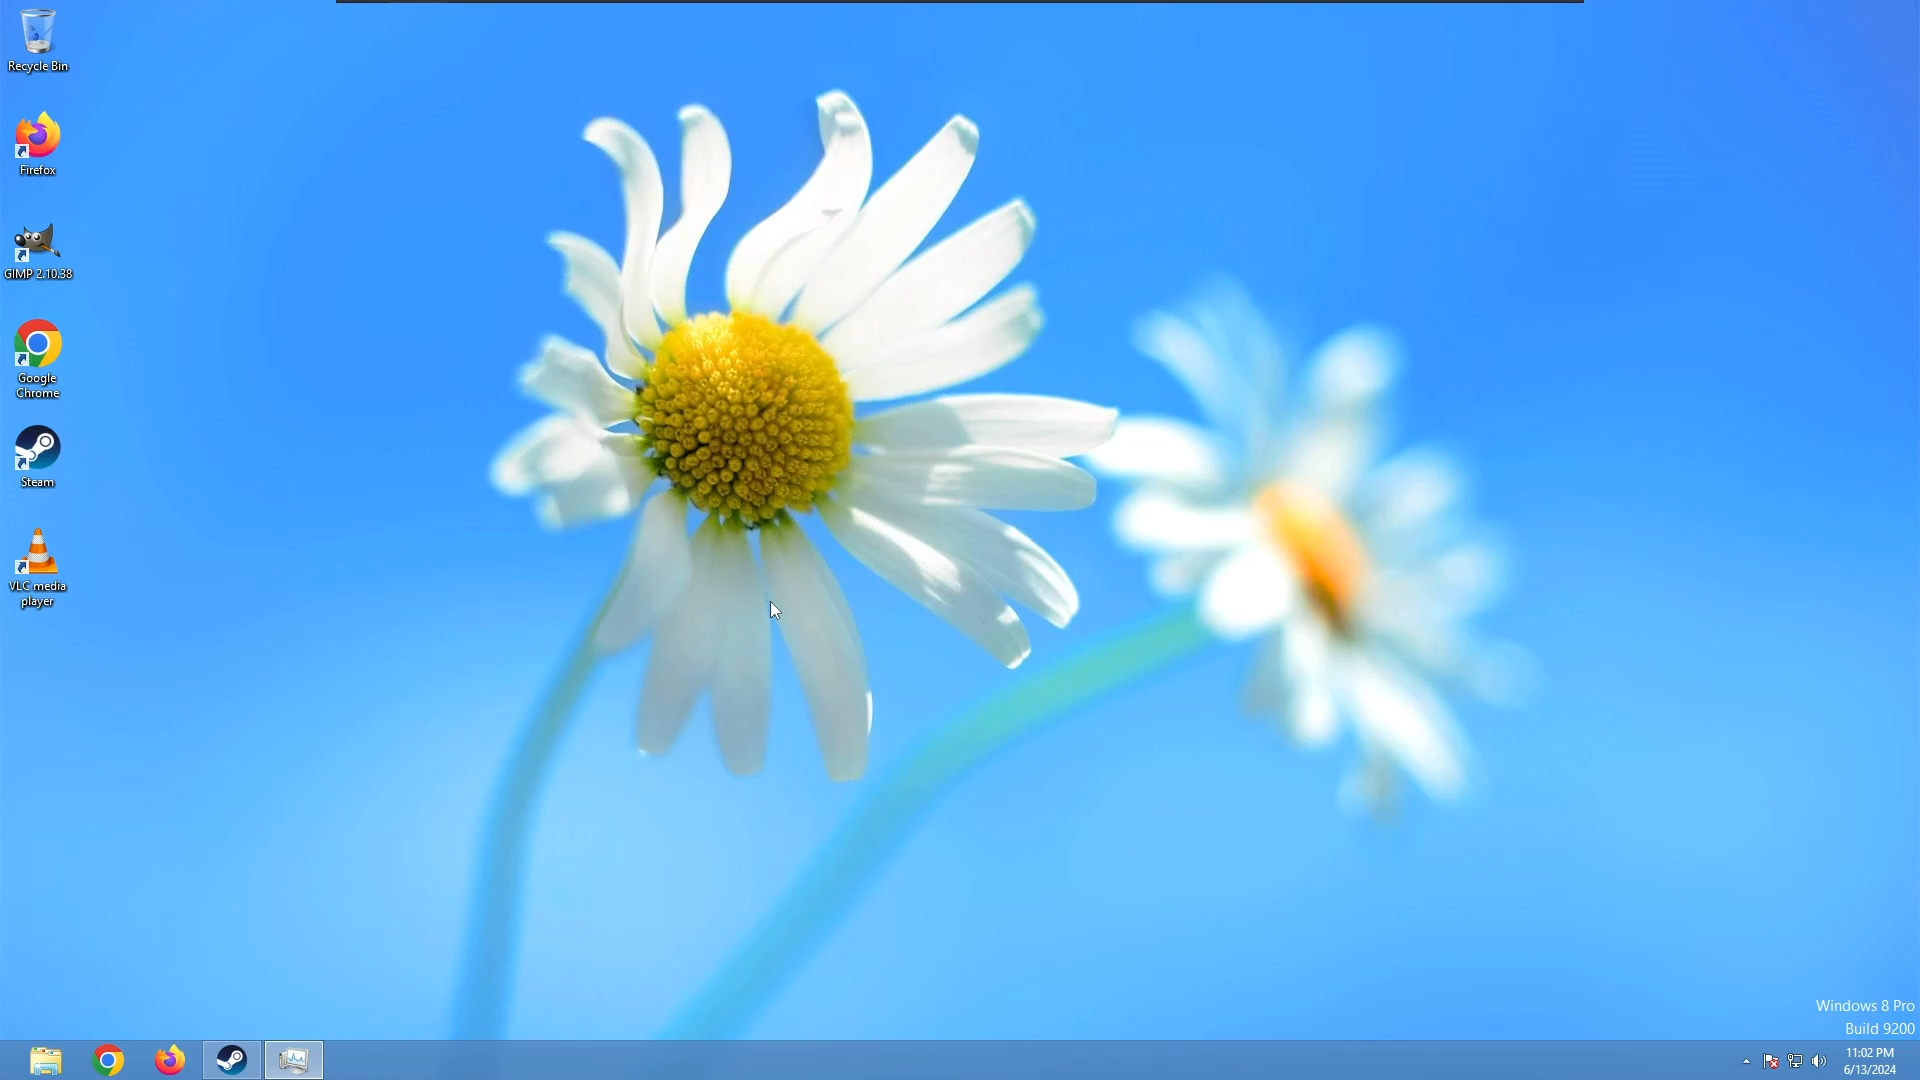 Recycle Bin
Firefox
GIMP 2.10.38
Google
Chrome
Steam
VLC media
player
Windows 8 Pro
Build 9200
11:02 PM
6/13/2024